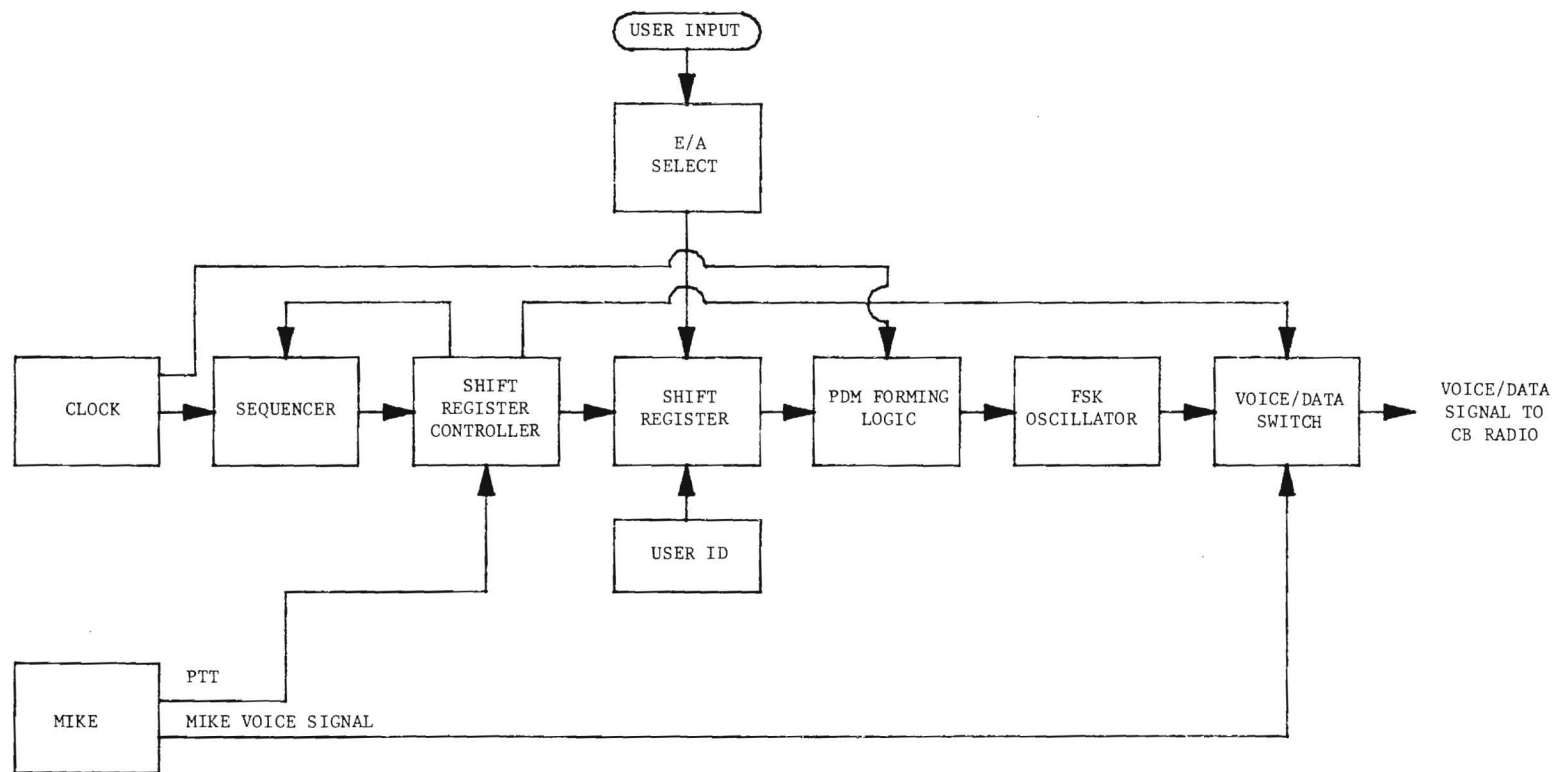 USER INPUT
E/A
SELECT
CLOCK
SEQUENCER
SHIFT
REGISTER
CONTROLLER
SHIFT
REGISTER
PDM FORMING
LOGIC
FSK
OSCILLATOR
VOICE/DATA
SWITCH
VOICE/DATA
SIGNAL TO
CB RADIO
USER ID
PTT
MIKE
MIKE VOICE SIGNAL